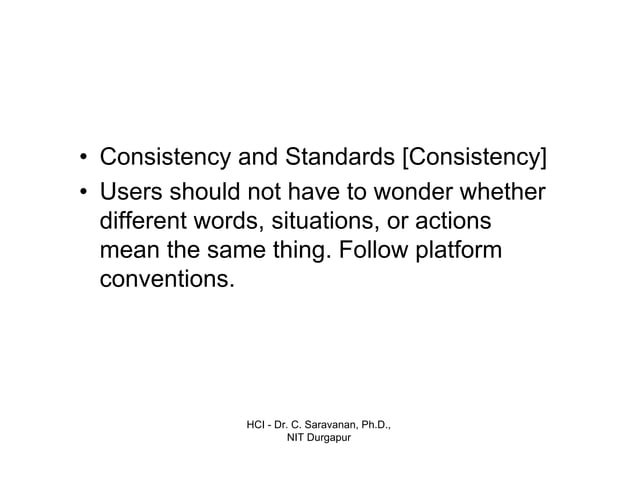 • Consistency and Standards [Consistency]
• Users should not have to wonder whether
different words, situations, or actions
mean the same thing. Follow platform
conventions.
HCI - Dr. C. Saravanan, Ph.D.,
NIT Durgapur